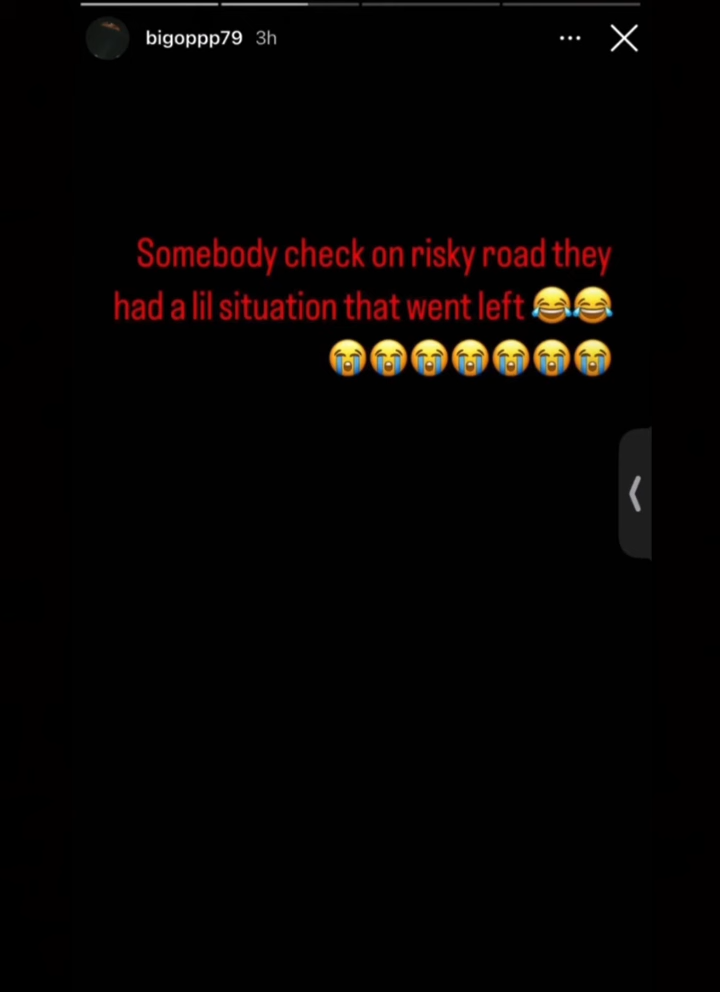 bigoppp79 3h
Somebody check on risky road they
had a lil situation that went left 😂😂
😭😭😭😭😭😭😭